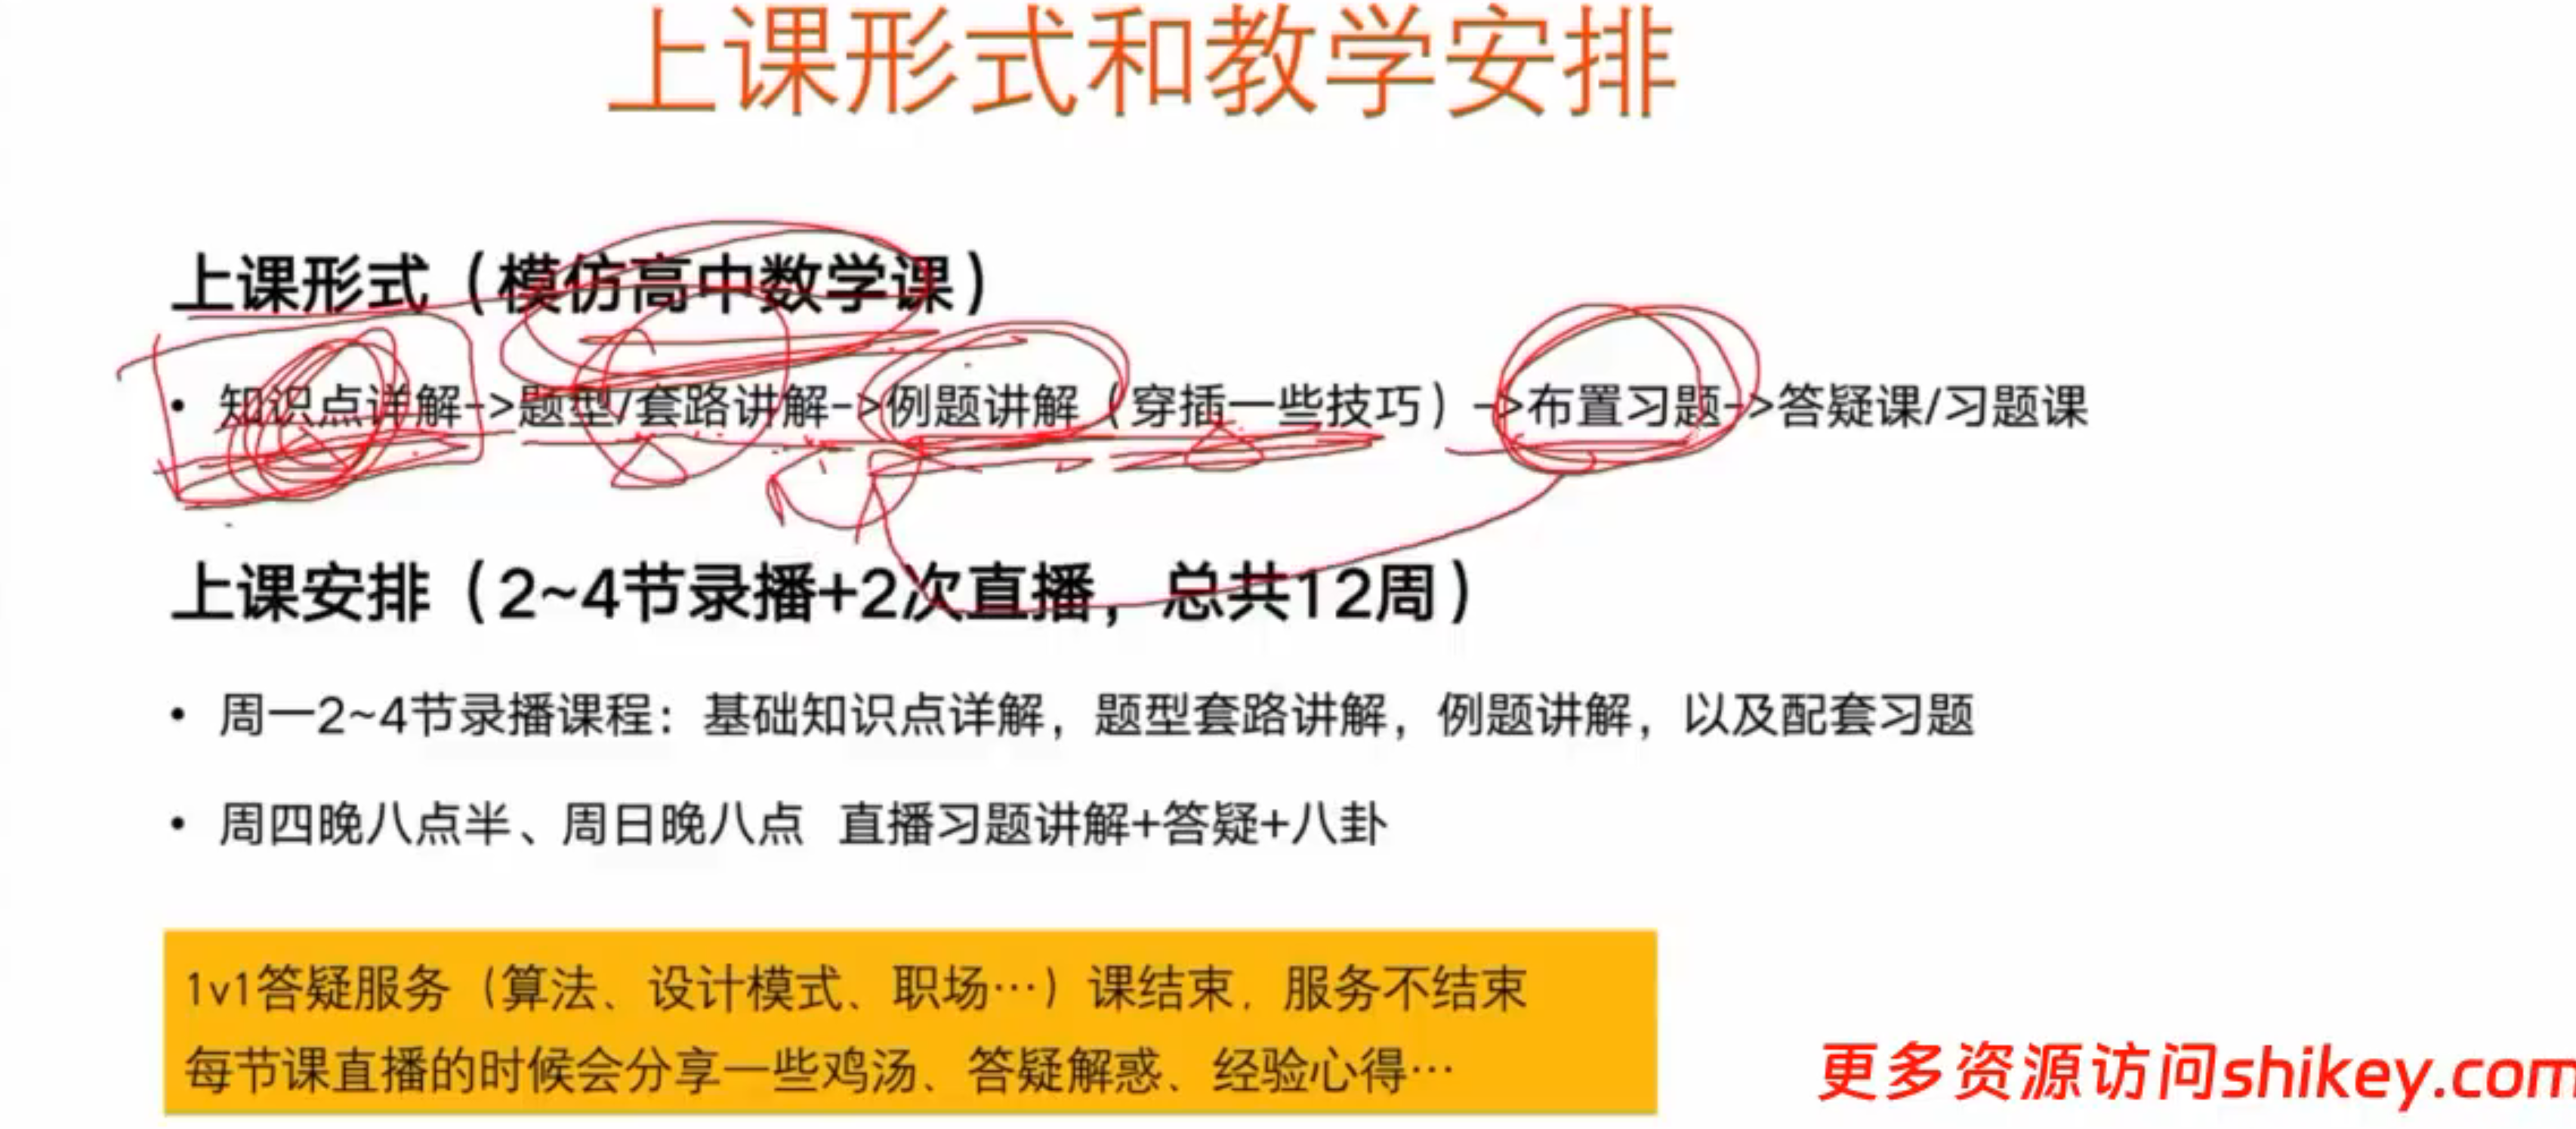 上课形式和教学安排
上课形式（模仿高中数学课）
• 知识点详解->题型/套路讲解->例题讲解（穿插一些技巧）->布置习题->答疑课/习题课
上课安排（2~4节录播+2次直播，总共12周）
• 周一2~4节录播课程：基础知识点详解，题型套路讲解，例题讲解，以及配套习题
• 周四晚八点半、周日晚八点 直播习题讲解+答疑+八卦
1v1答疑服务（算法、设计模式、职场…）课结束，服务不结束
每节课直播的时候会分享一些鸡汤、答疑解惑、经验心得…
更多资源访问shikey.com